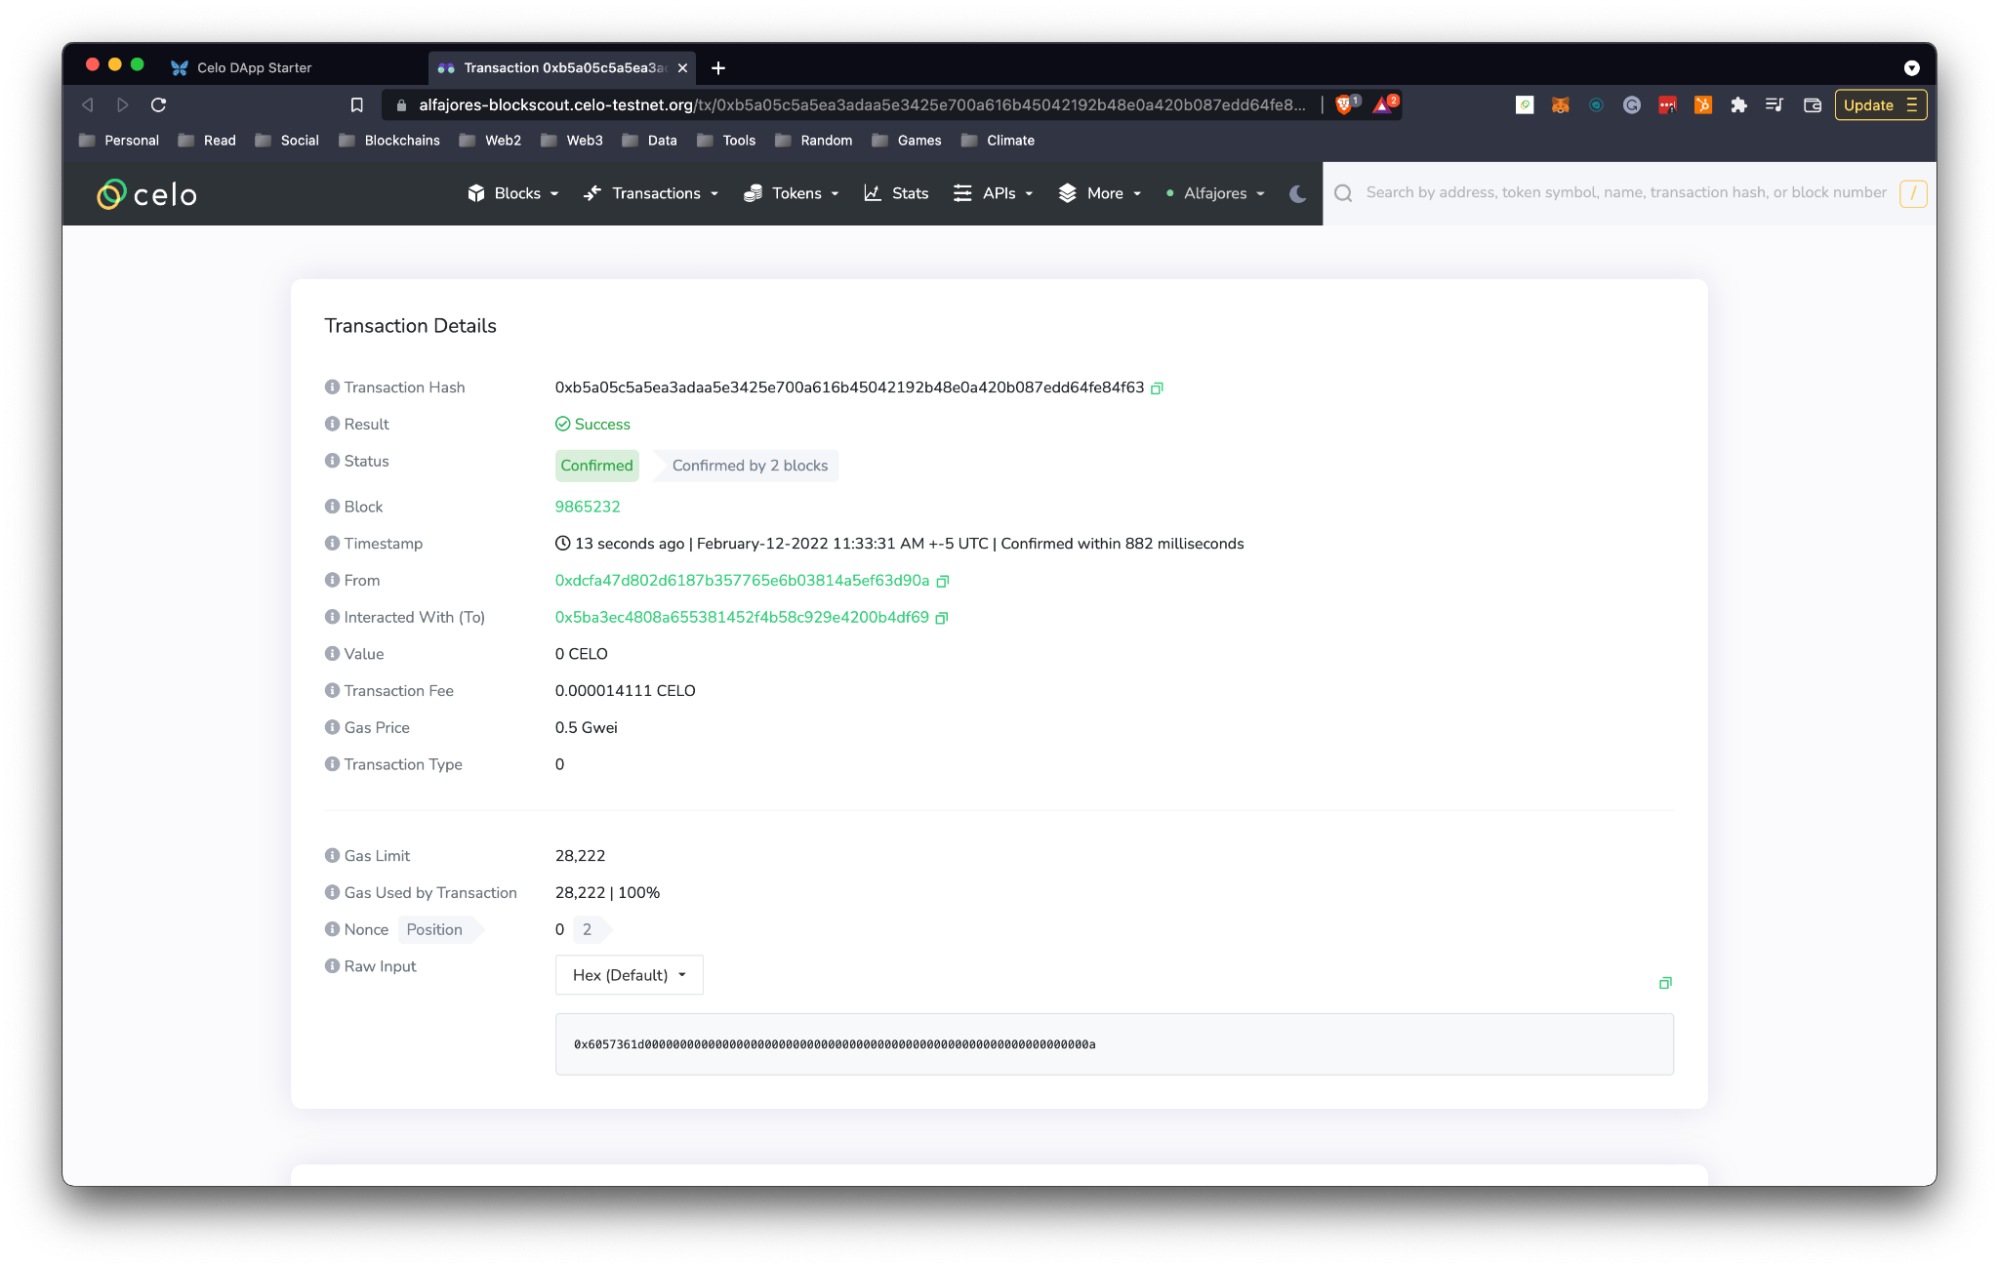 Celo DApp Starter
Transaction 0xb5a05c5a5ea3a
alfajores-blockscout.celo-testnet.org/tx/0xb5a05c5a5ea3adaa5e3425e700a616b45042192b48e0a420b087edd64fe8...
1
2
Update
Personal Read Social Blockchains Web2 Web3 Data Tools Random Games Climate
celo Blocks Transactions Tokens Stats APIs More Alfajores Search by address, token symbol, name, transaction hash, or block number /
Transaction Details
Transaction Hash 0xb5a05c5a5ea3adaa5e3425e700a616b45042192b48e0a420b087edd64fe84f63
Result Success
Status Confirmed Confirmed by 2 blocks
Block 9865232
Timestamp 13 seconds ago | February-12-2022 11:33:31 AM +-5 UTC | Confirmed within 882 milliseconds
From 0xdcfa47d802d6187b357765e6b03814a5ef63d90a
Interacted With (To) 0x5ba3ec4808a655381452f4b58c929e4200b4df69
Value 0 CELO
Transaction Fee 0.000014111 CELO
Gas Price 0.5 Gwei
Transaction Type 0
Gas Limit 28,222
Gas Used by Transaction 28,222 | 100%
Nonce Position 0 2
Raw Input Hex (Default)
0x6057361d000000000000000000000000000000000000000000000000000000000000000a